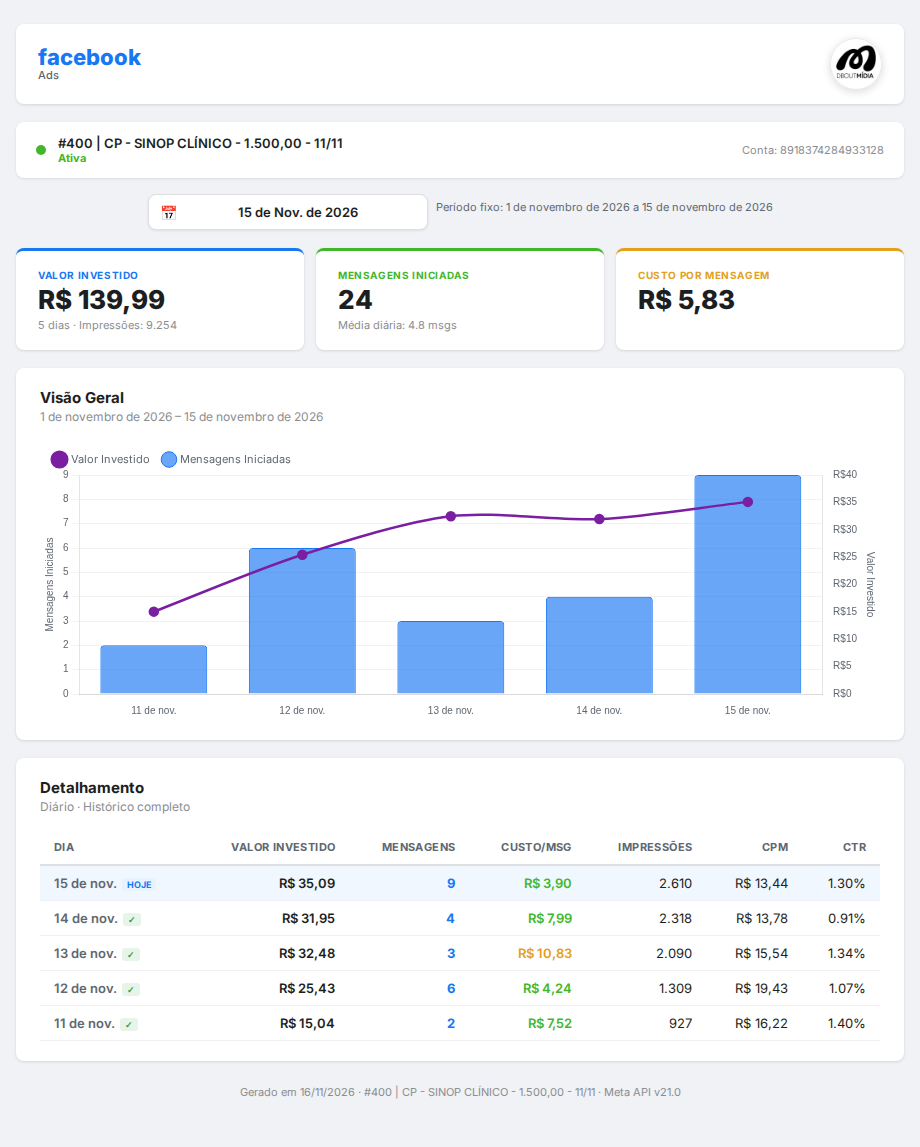 facebook
Ads
DBOUTMÍDIA
#400 | CP - SINOP CLÍNICO - 1.500,00 - 11/11
Ativa
Conta: 8918374284933128
15 de Nov. de 2026
Período fixo: 1 de novembro de 2026 a 15 de novembro de 2026
VALOR INVESTIDO
R$ 139,99
5 dias · Impressões: 9.254
MENSAGENS INICIADAS
24
Média diária: 4.8 msgs
CUSTO POR MENSAGEM
R$ 5,83
Visão Geral
1 de novembro de 2026 – 15 de novembro de 2026
Valor Investido Mensagens Iniciadas
Mensagens Iniciadas
9
8
7
6
5
4
3
2
1
0
R$40
R$35
R$30
R$25
R$20
R$15
R$10
R$5
R$0
Valor Investido
11 de nov. 12 de nov. 13 de nov. 14 de nov. 15 de nov.
Detalhamento
Diário · Histórico completo
DIA VALOR INVESTIDO MENSAGENS CUSTO/MSG IMPRESSÕES CPM CTR
15 de nov. HOJE R$ 35,09 9 R$ 3,90 2.610 R$ 13,44 1.30%
14 de nov. ✓ R$ 31,95 4 R$ 7,99 2.318 R$ 13,78 0.91%
13 de nov. ✓ R$ 32,48 3 R$ 10,83 2.090 R$ 15,54 1.34%
12 de nov. ✓ R$ 25,43 6 R$ 4,24 1.309 R$ 19,43 1.07%
11 de nov. ✓ R$ 15,04 2 R$ 7,52 927 R$ 16,22 1.40%
Gerado em 16/11/2026 · #400 | CP - SINOP CLÍNICO - 1.500,00 - 11/11 · Meta API v21.0